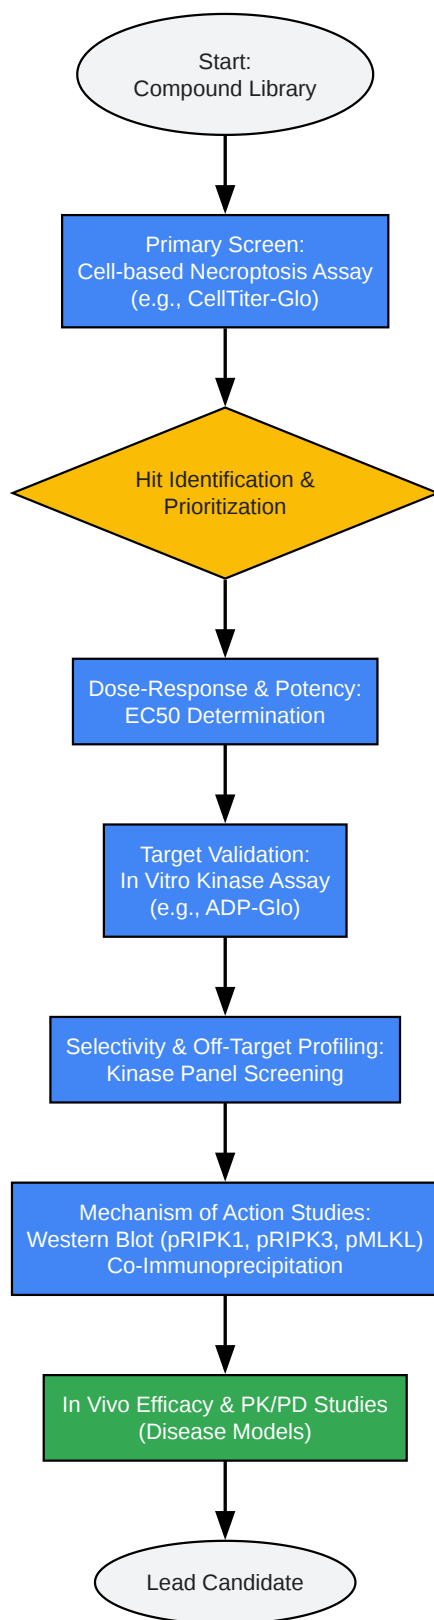 Start:
Compound Library
Primary Screen:
Cell-based Necroptosis Assay
(e.g., CellTiter-Glo)
Hit Identification &
Prioritization
Dose-Response & Potency:
EC50 Determination
Target Validation:
In Vitro Kinase Assay
(e.g., ADP-Glo)
Selectivity & Off-Target Profiling:
Kinase Panel Screening
Mechanism of Action Studies:
Western Blot (pRIPK1, pRIPK3, pMLKL)
Co-Immunoprecipitation
In Vivo Efficacy & PK/PD Studies
(Disease Models)
Lead Candidate